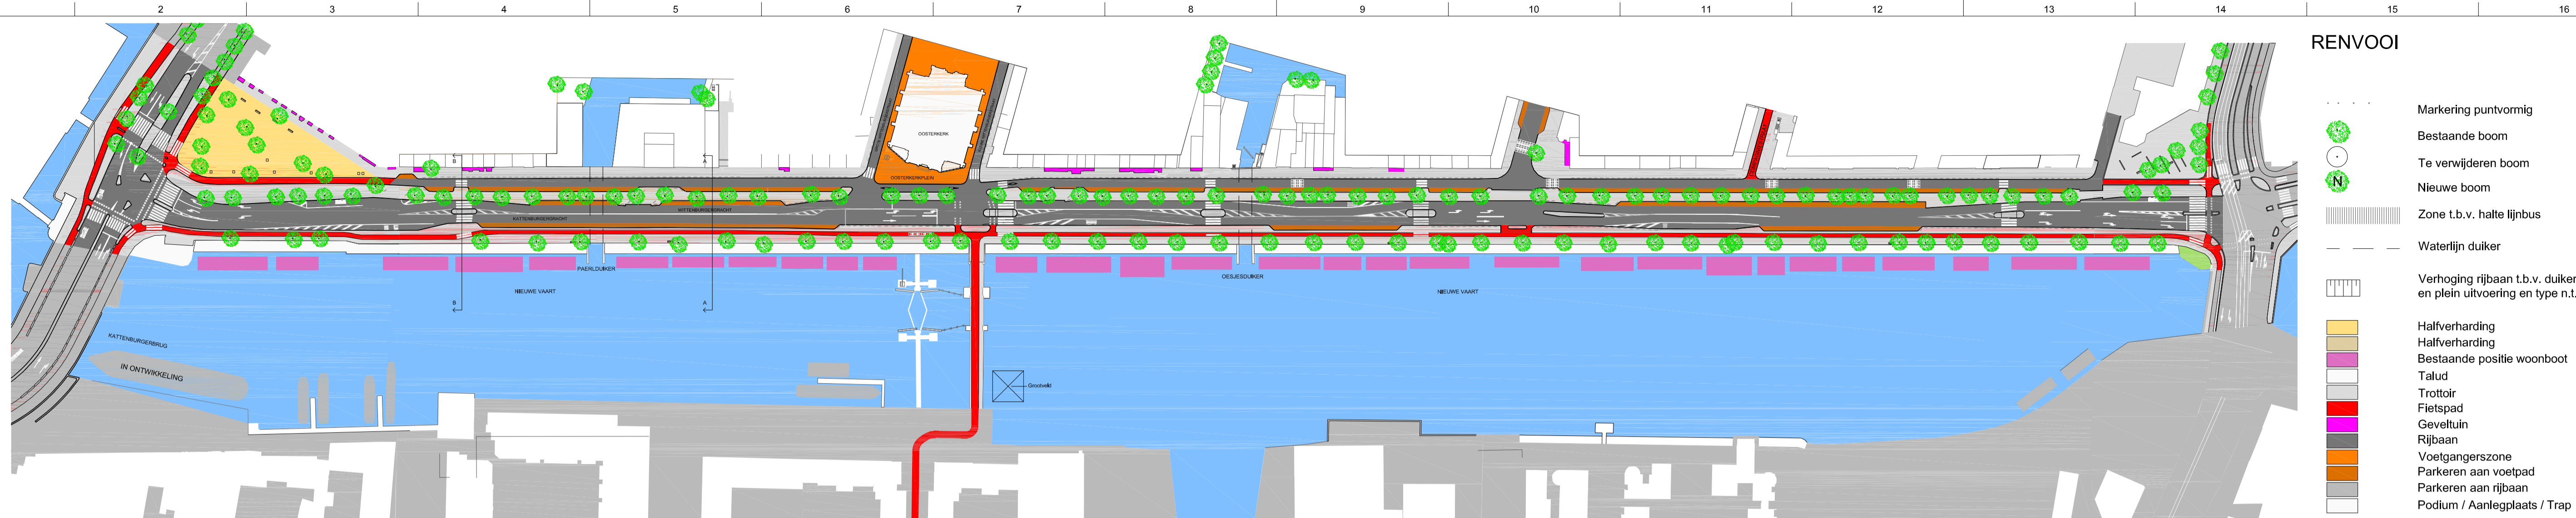 2 3 4 5 6 7 8 9 10 11 12 13 14 15 16
RENVOOI
Markering puntvormig
Bestaande boom
Te verwijderen boom
N
Nieuwe boom
Zone t.b.v. halte lijnbus
Waterlijn duiker
Verhoging rijbaan t.b.v. duiker
en plein uitvoering en type n.t.
Halfverharding
Halfverharding
Bestaande positie woonboot
Talud
Trottoir
Fietspad
Geveltuin
Rijbaan
Voetgangerszone
Parkeren aan voetpad
Parkeren aan rijbaan
Podium / Aanlegplaats / Trap
OOSTERKERK
OOSTERKERKPLEIN
B
A
WITTENBURGERGRACHT
KATTENBURGERGRACHT
PAERLDUIKER
OESJESDUIKER
NIEUWE VAART
NIEUWE VAART
B
A
KATTENBURGERBRUG
IN ONTWIKKELING
Grootveld